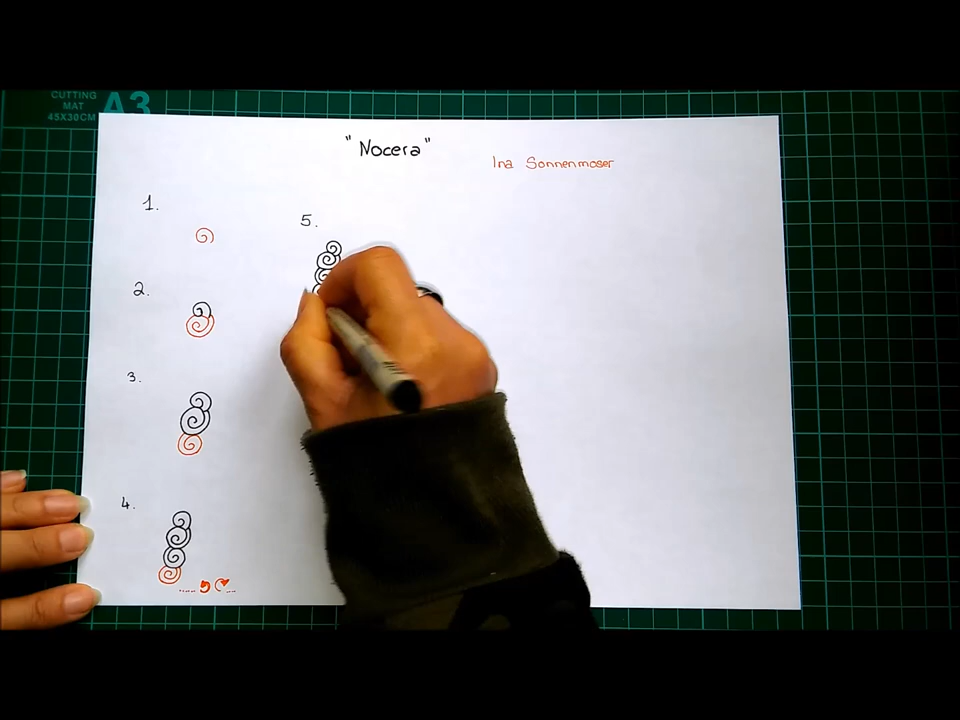 CUTTING
MAT
45X30CM
A3
"Nocera"
Ina Sonnenmoser
1.
2.
3.
4.
5.